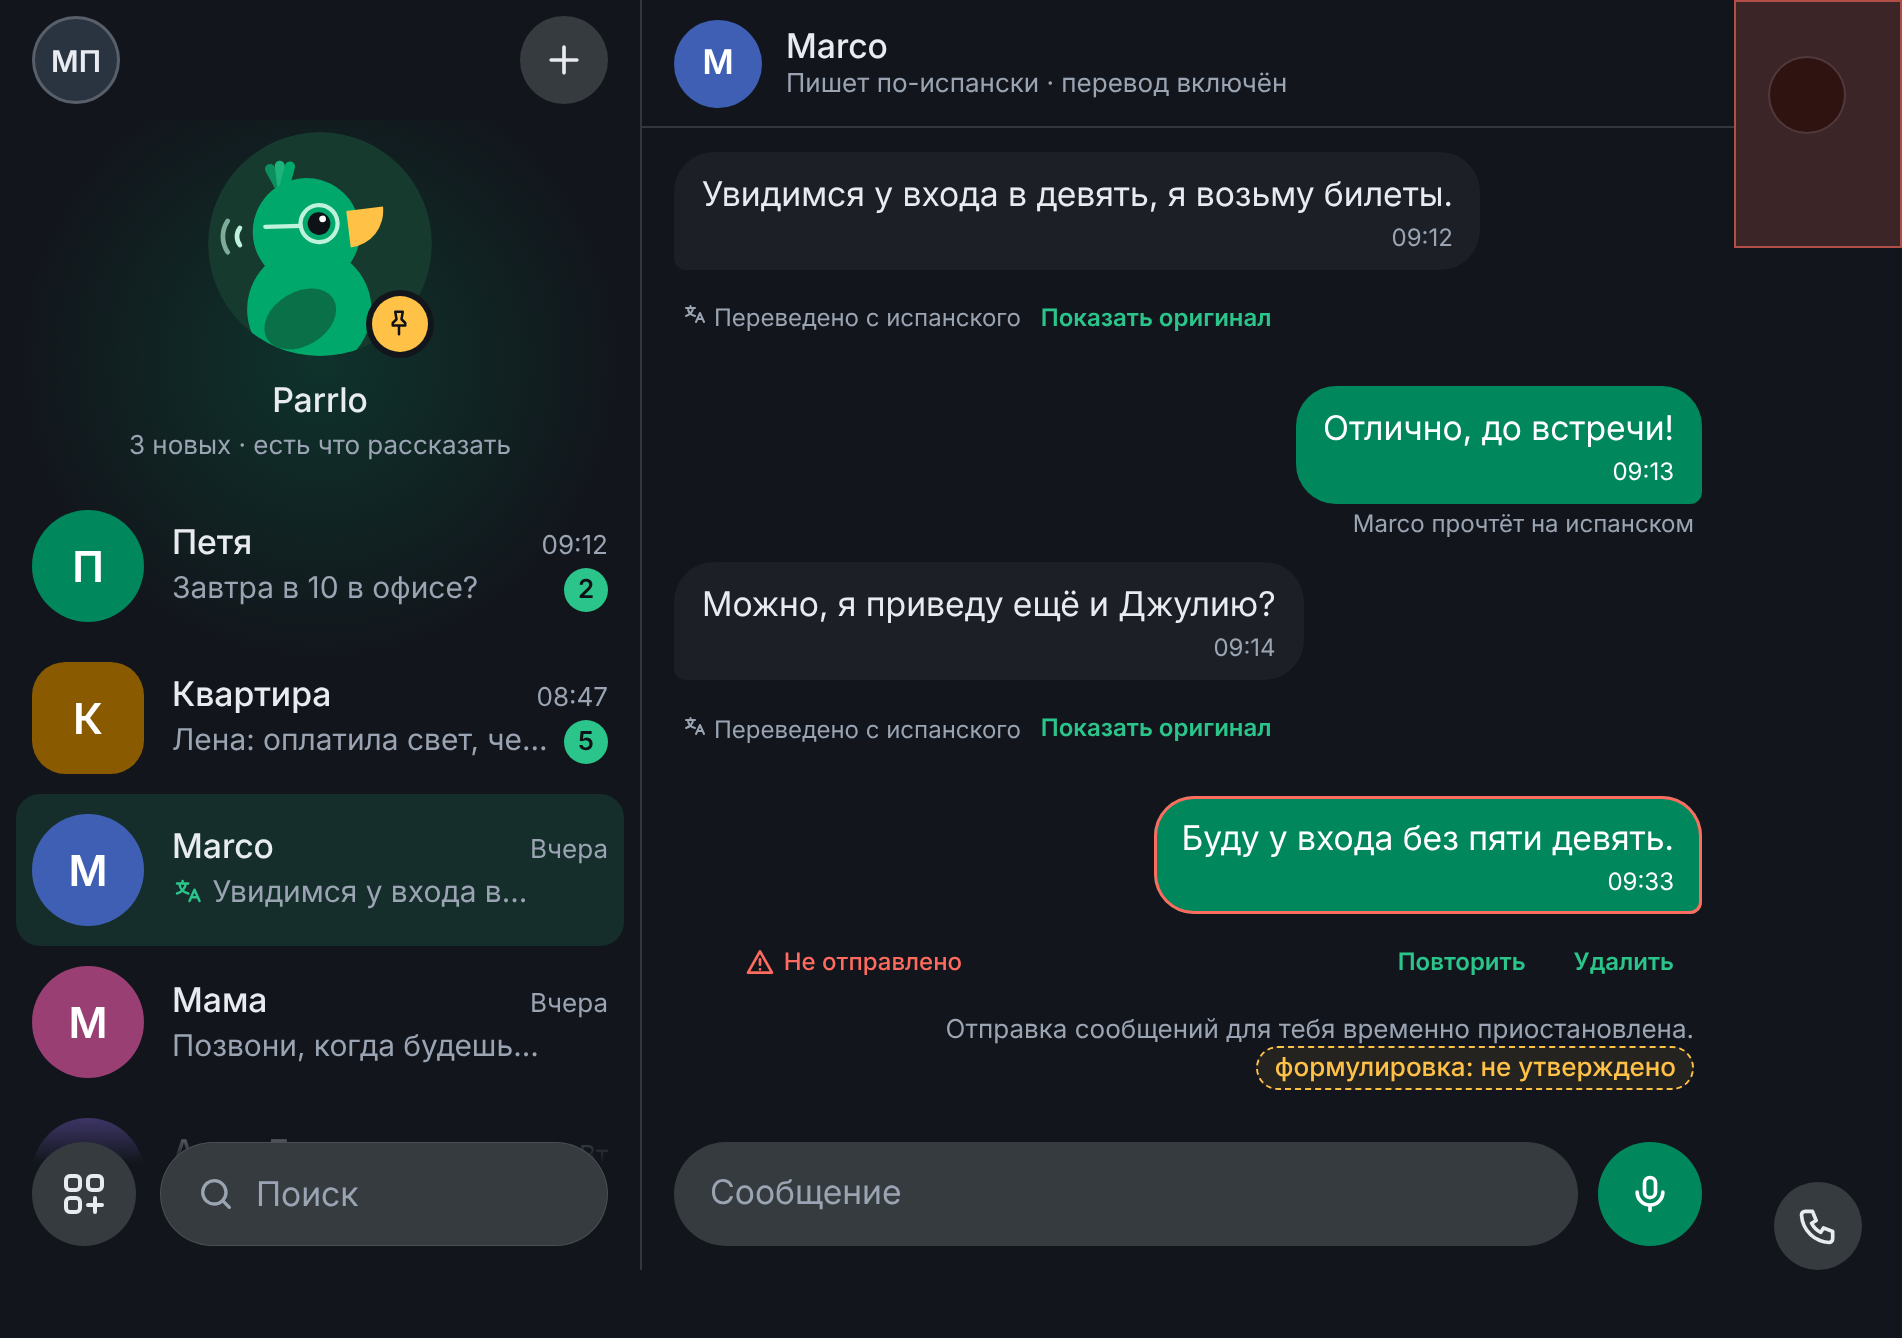 МП
Parrlo
3 новых · есть что рассказать
П
Петя
09:12
Завтра в 10 в офисе?
2
К
Квартира
08:47
Лена: оплатила свет, че...
5
M
Marco
Вчера
Увидимся у входа в...
М
Мама
Вчера
Позвони, когда будешь...
Вт
Поиск
M
Marco
Пишет по-испански · перевод включён
Увидимся у входа в девять, я возьму билеты.
09:12
Переведено с испанского Показать оригинал
Отлично, до встречи!
09:13
Marco прочтёт на испанском
Можно, я приведу ещё и Джулию?
09:14
Переведено с испанского Показать оригинал
Буду у входа без пяти девять.
09:33
Не отправлено
Повторить Удалить
Отправка сообщений для тебя временно приостановлена.
формулировка: не утверждено
Сообщение